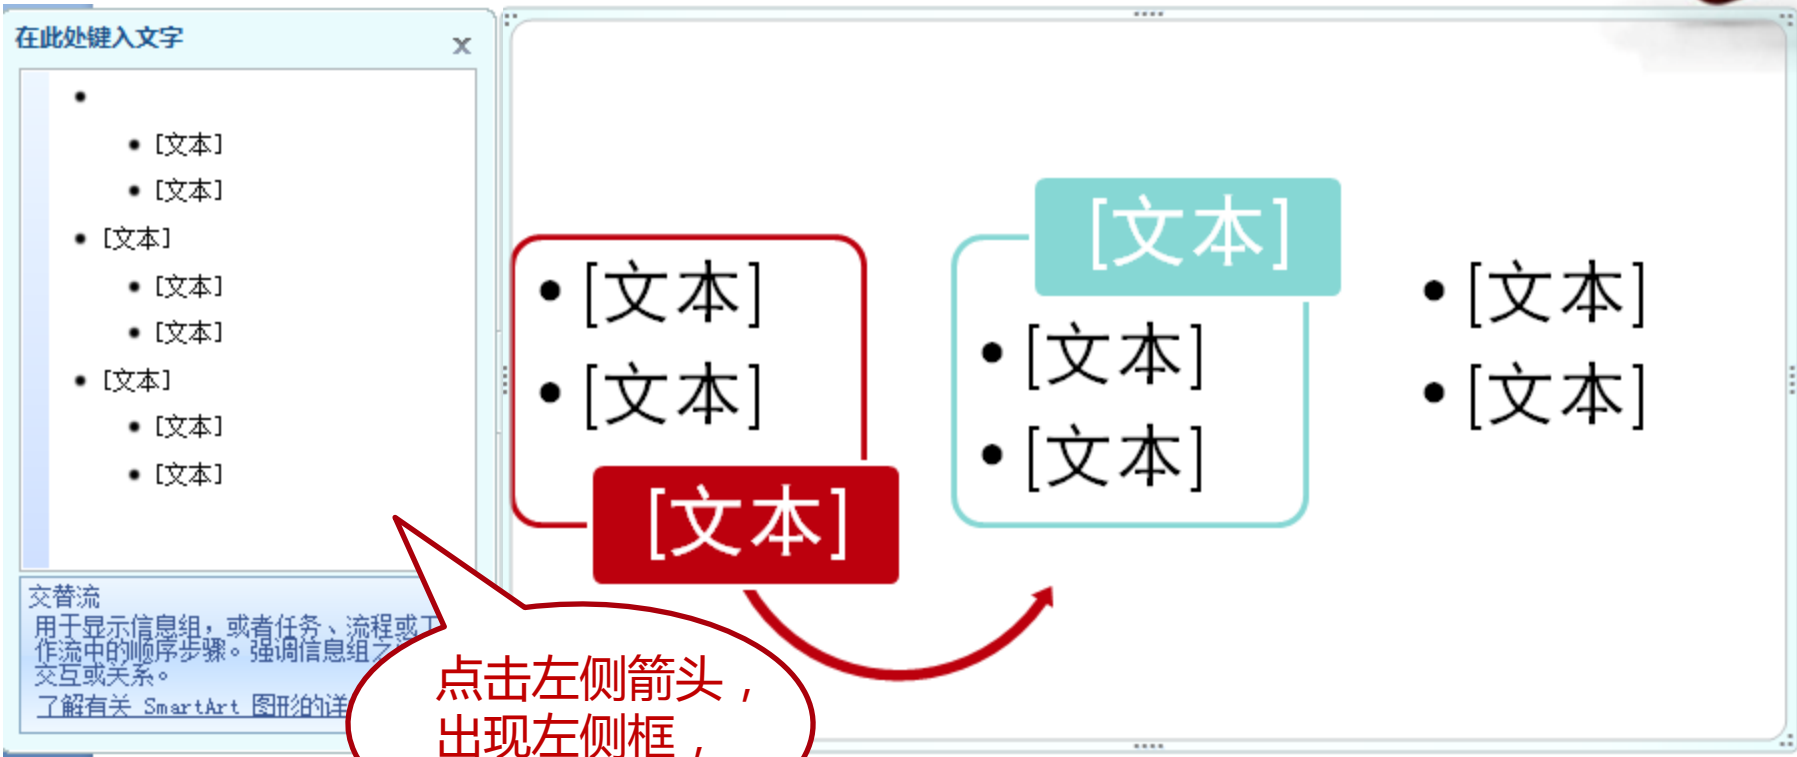 在此处键入文字
[文本]
[文本]
[文本]
[文本]
[文本]
[文本]
[文本]
[文本]
交替流
用于显示信息组，或者任务、流程或工
作流中的顺序步骤。强调信息组之
交互或关系。
了解有关 SmartArt 图形的详
[文本]
[文本]
[文本]
[文本]
[文本]
[文本]
[文本]
[文本]
点击左侧箭头，
出现左侧框，